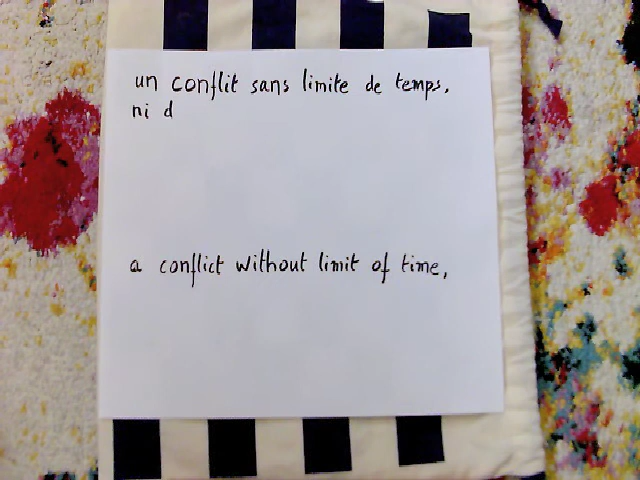 un conflit sans limite de temps,
ni d
a conflict without limit of time,